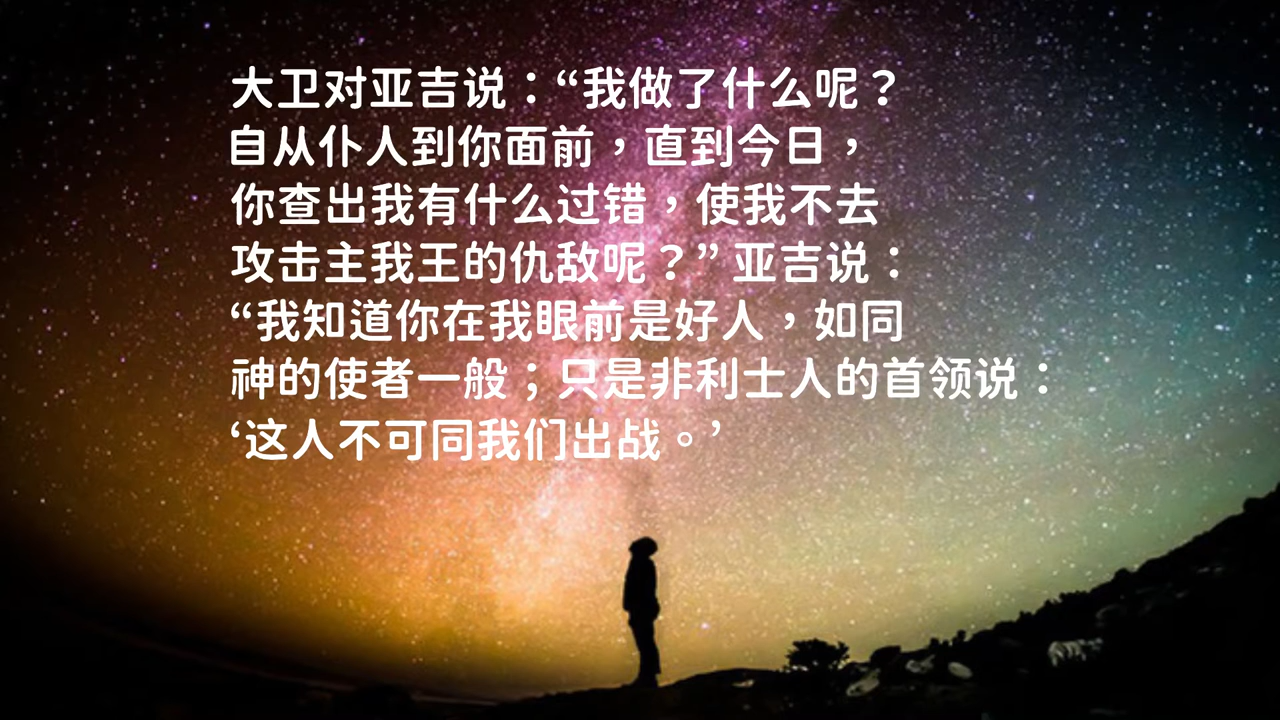 大卫对亚吉说：“我做了什么呢？
自从仆人到你面前，直到今日，
你查出我有什么过错，使我不去
攻击主我王的仇敌呢？” 亚吉说：
“我知道你在我眼前是好人，如同
神的使者一般；只是非利士人的首领说：
‘这人不可同我们出战。’